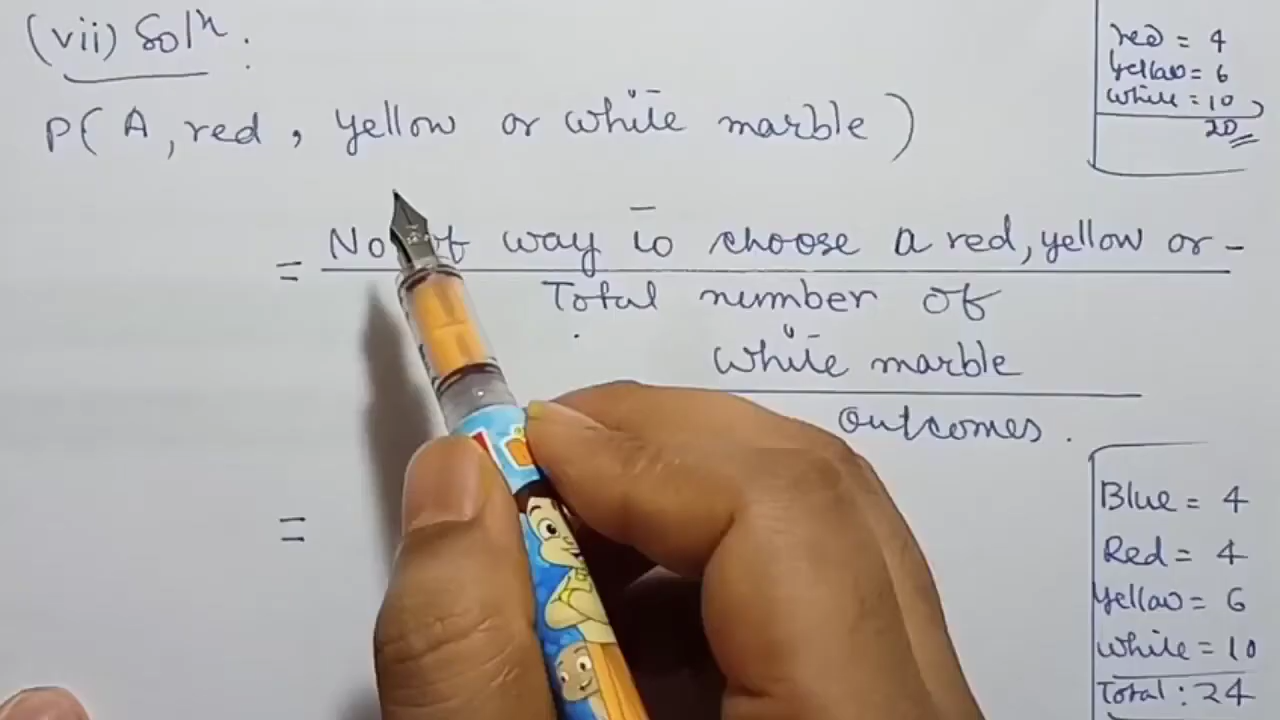 (vii) Solⁿ.
P(A, red, yellow or white marble)
= No of way to choose a red, yellow or -
Total number of
white marble
outcomes.
=
red = 4
yellow = 6
white = 10
20
Blue = 4
Red = 4
Yellow = 6
white = 10
Total : 24